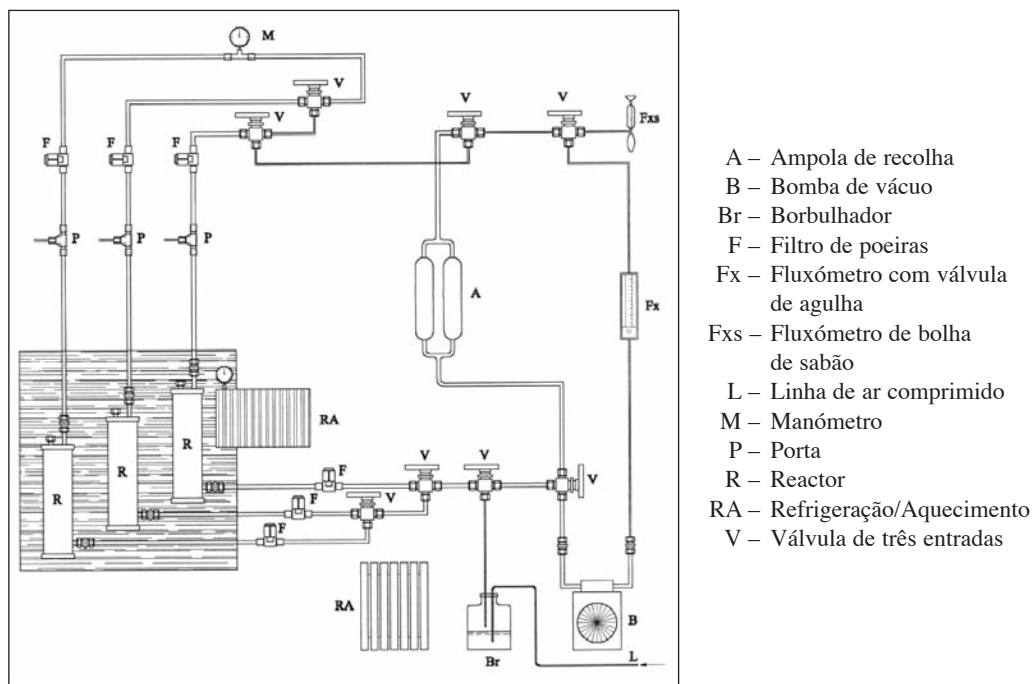 M
V
V
V
V
Fxs
F
F
F
P
P
P
A
Fx
R
R
R
RA
F
F
F
V
V
V
V
RA
Br
B
L
A – Ampola de recolha
B – Bomba de vácuo
Br – Borbulhador
F – Filtro de poeiras
Fx – Fluxómetro com válvula
de agulha
Fxs – Fluxómetro de bolha
de sabão
L – Linha de ar comprimido
M – Manómetro
P – Porta
R – Reactor
RA – Refrigeração/Aquecimento
V – Válvula de três entradas